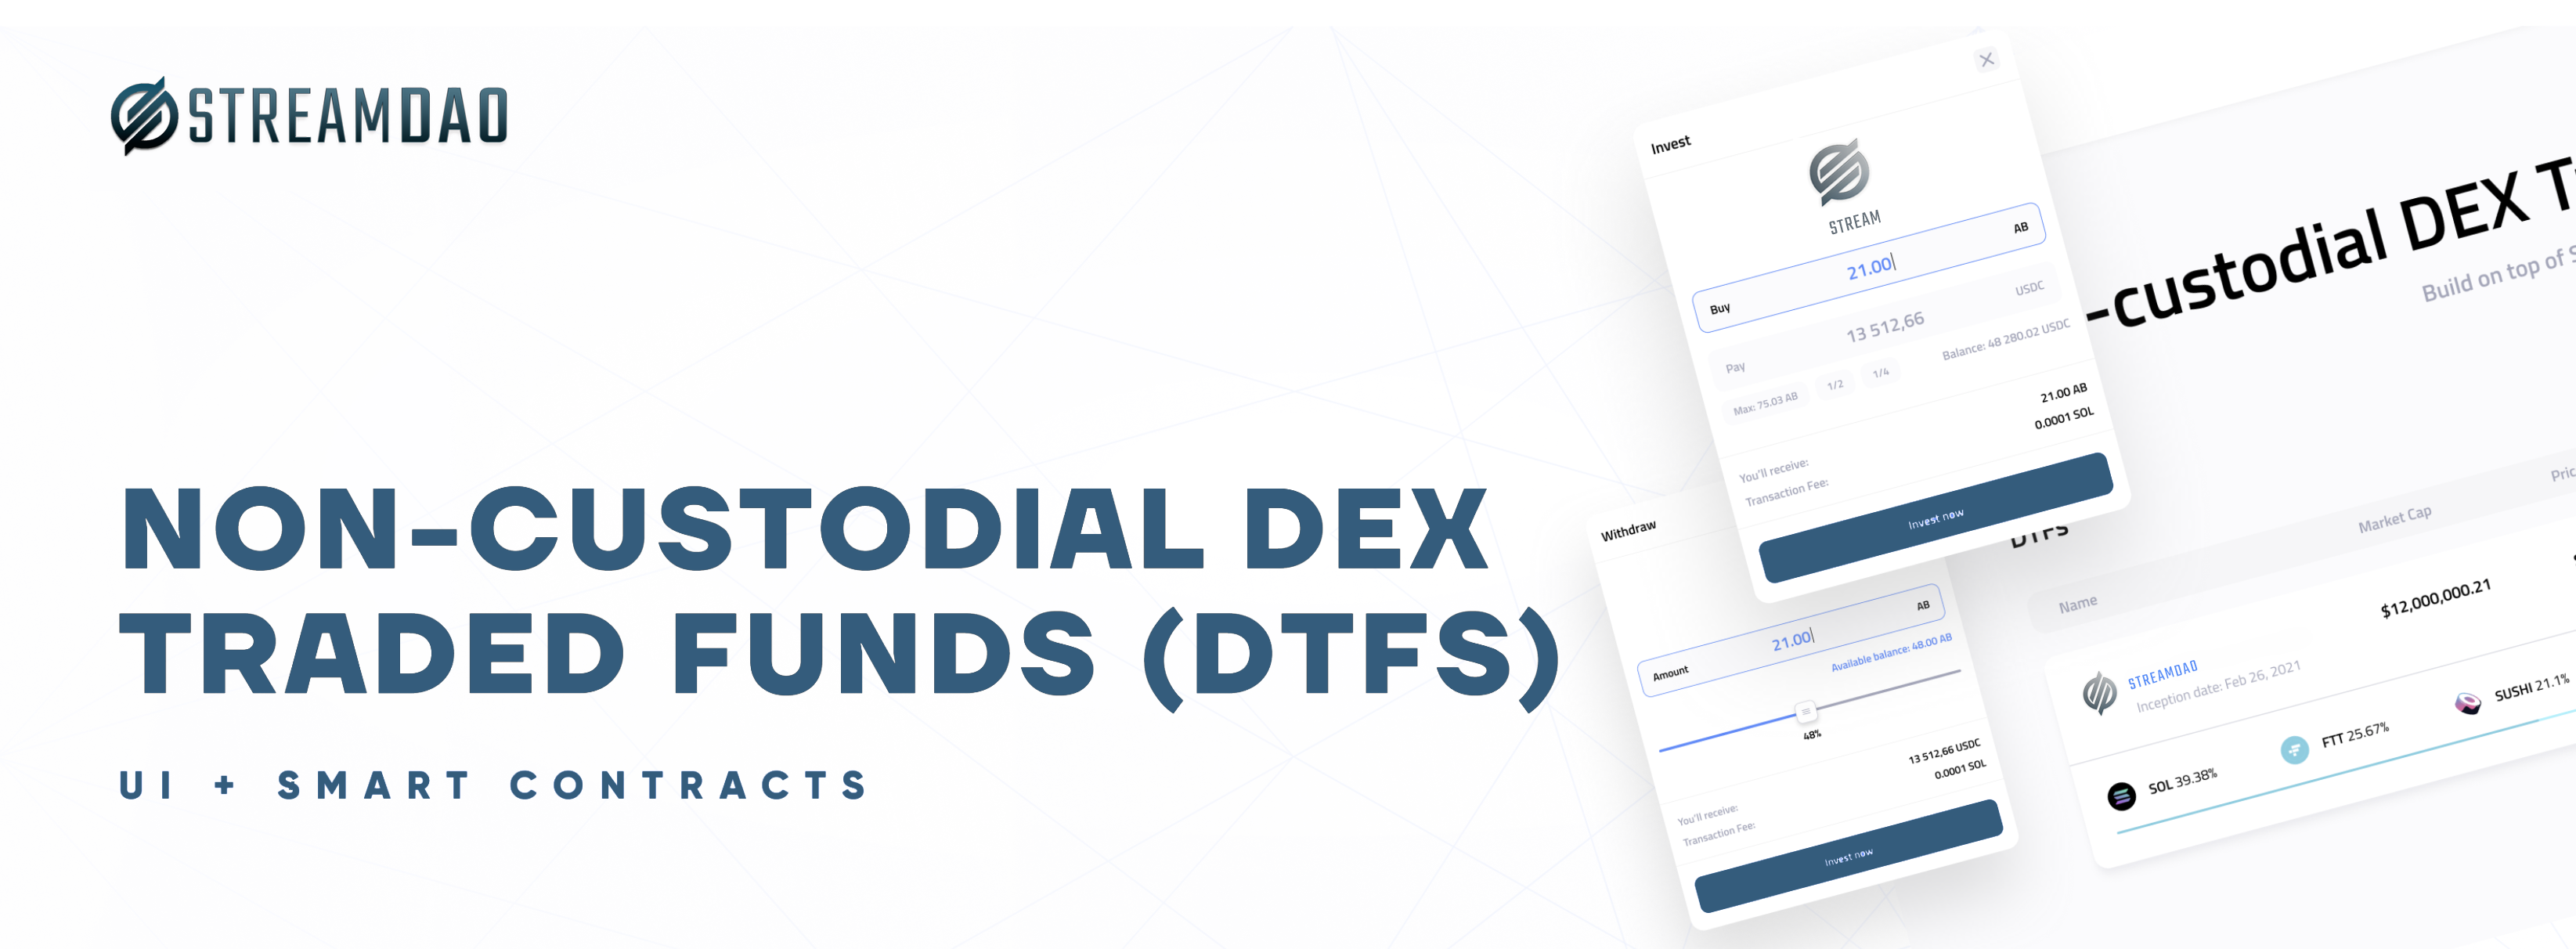 STREAMDAO
NON-CUSTODIAL DEX
TRADED FUNDS (DTFS)
UI + SMART CONTRACTS
Invest
STREAM
Buy 21.00 AB
Pay 13 512,66 USDC
Max: 75.03 AB 1/2 1/4 Balance: 48 280.02 USDC
You'll receive: 21.00 AB
Transaction Fee: 0.0001 SOL
Invest now
Withdraw
Amount 21.00 AB
Available balance: 48.00 AB
48%
You'll receive: 13 512,66 USDC
Transaction Fee: 0.0001 SOL
Invest now
-custodial DEX
Build on top of
DTFS
Name Market Cap
STREAMDAO $12,000,000.21
Inception date: Feb 26, 2021
SOL 39.38% FTT 25.67% SUSHI 21.1%